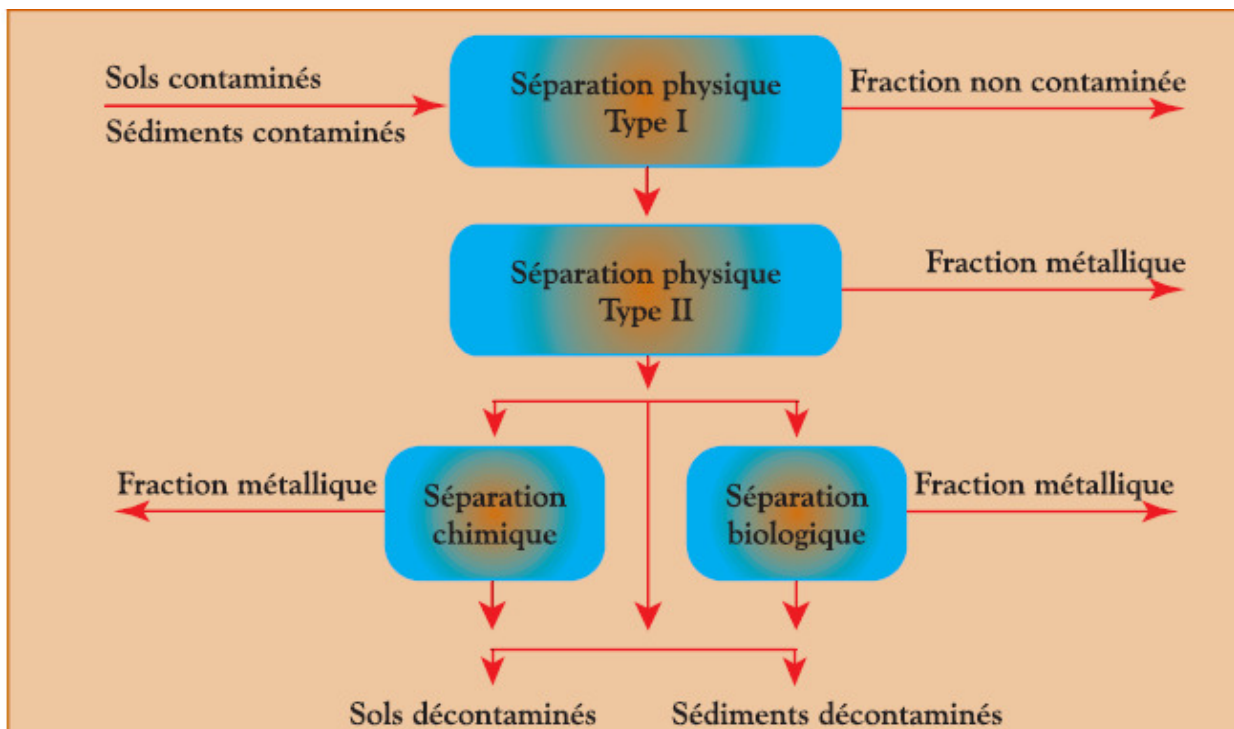 Sols contaminés
Sédiments contaminés
Séparation physique
Type I
Fraction non contaminée
Séparation physique
Type II
Fraction métallique
Fraction métallique
Séparation
chimique
Séparation
biologique
Fraction métallique
Sols décontaminés
Sédiments décontaminés